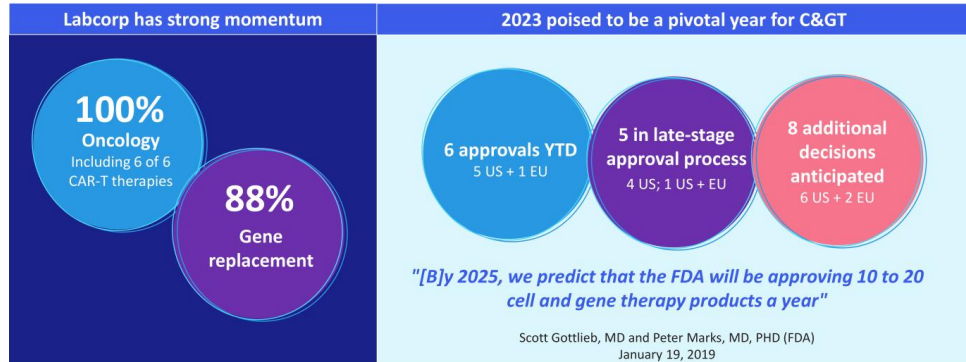 Labcorp has strong momentum
100%
Oncology
Including 6 of 6
CAR-T therapies
88%
Gene
replacement
2023 poised to be a pivotal year for C&GT
6 approvals YTD
5 US + 1 EU
5 in late-stage
approval process
4 US; 1 US + EU
8 additional
decisions
anticipated
6 US + 2 EU
"[B]y 2025, we predict that the FDA will be approving 10 to 20
cell and gene therapy products a year"
Scott Gottlieb, MD and Peter Marks, MD, PHD (FDA)
January 19, 2019